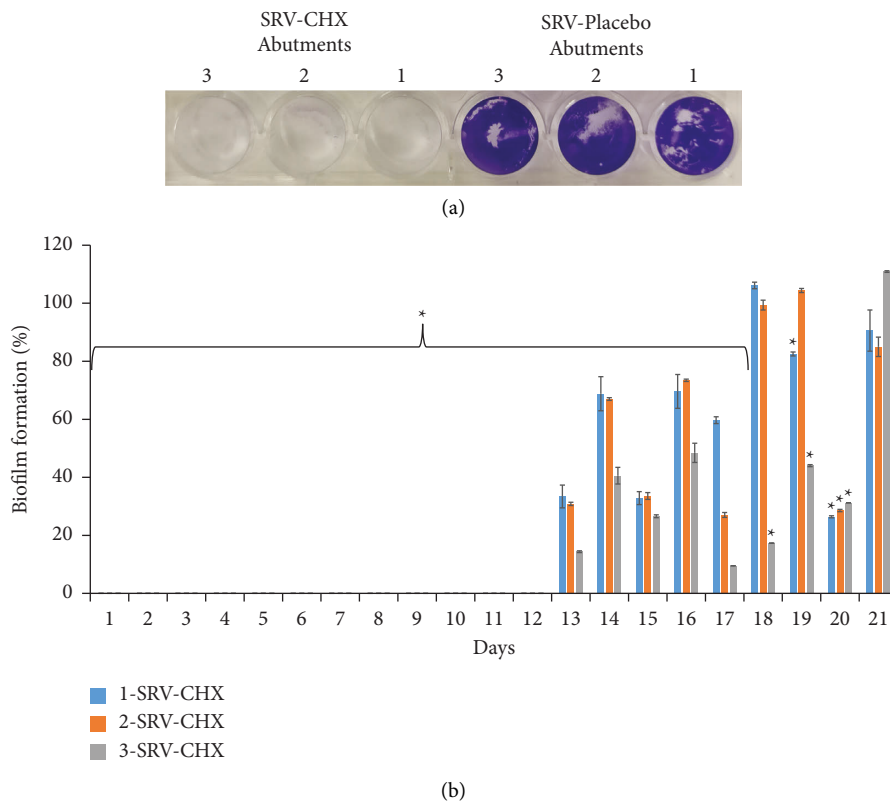 SRV-CHX
Abutments
SRV-Placebo
Abutments
3 2 1 3 2 1
(a)
120
100
80
60
40
20
0
Biofilm formation (%)
*
*
*
*
* * *
1 2 3 4 5 6 7 8 9 10 11 12 13 14 15 16 17 18 19 20 21
Days
1-SRV-CHX
2-SRV-CHX
3-SRV-CHX
(b)